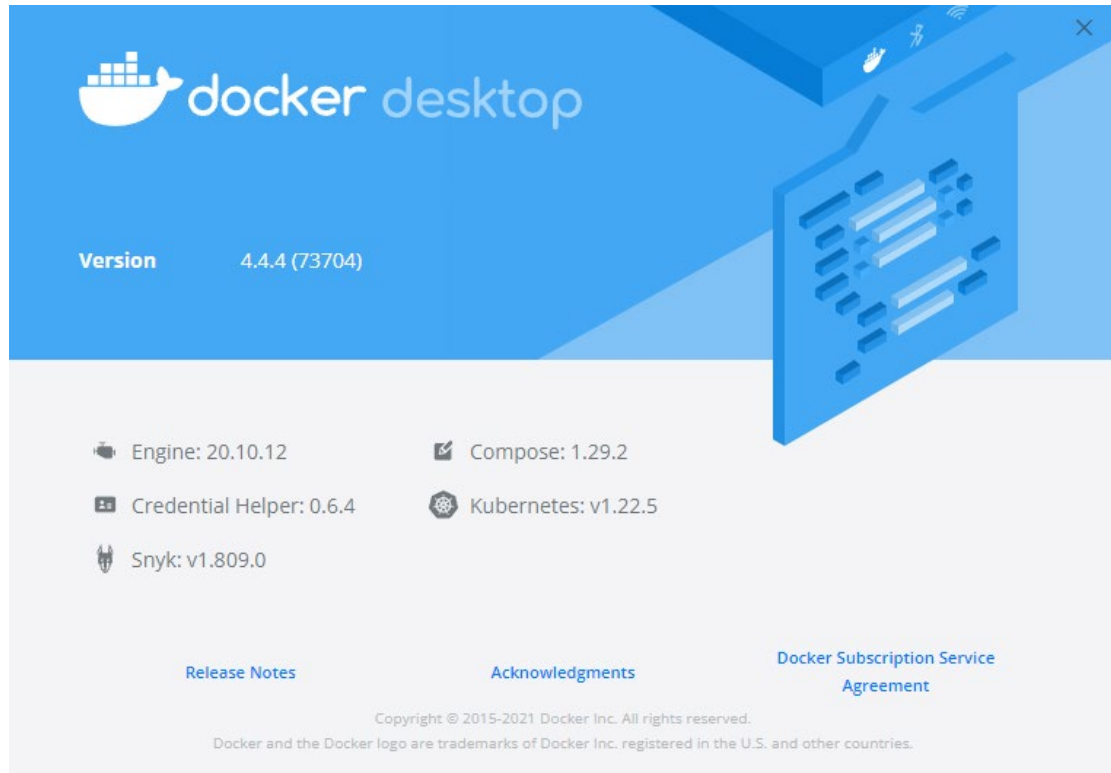 docker desktop
Version 4.4.4 (73704)
Engine: 20.10.12 Compose: 1.29.2
Credential Helper: 0.6.4 Kubernetes: v1.22.5
Snyk: v1.809.0
Release Notes Acknowledgments Docker Subscription Service
Agreement
Copyright © 2015-2021 Docker Inc. All rights reserved.
Docker and the Docker logo are trademarks of Docker Inc. registered in the U.S. and other countries.